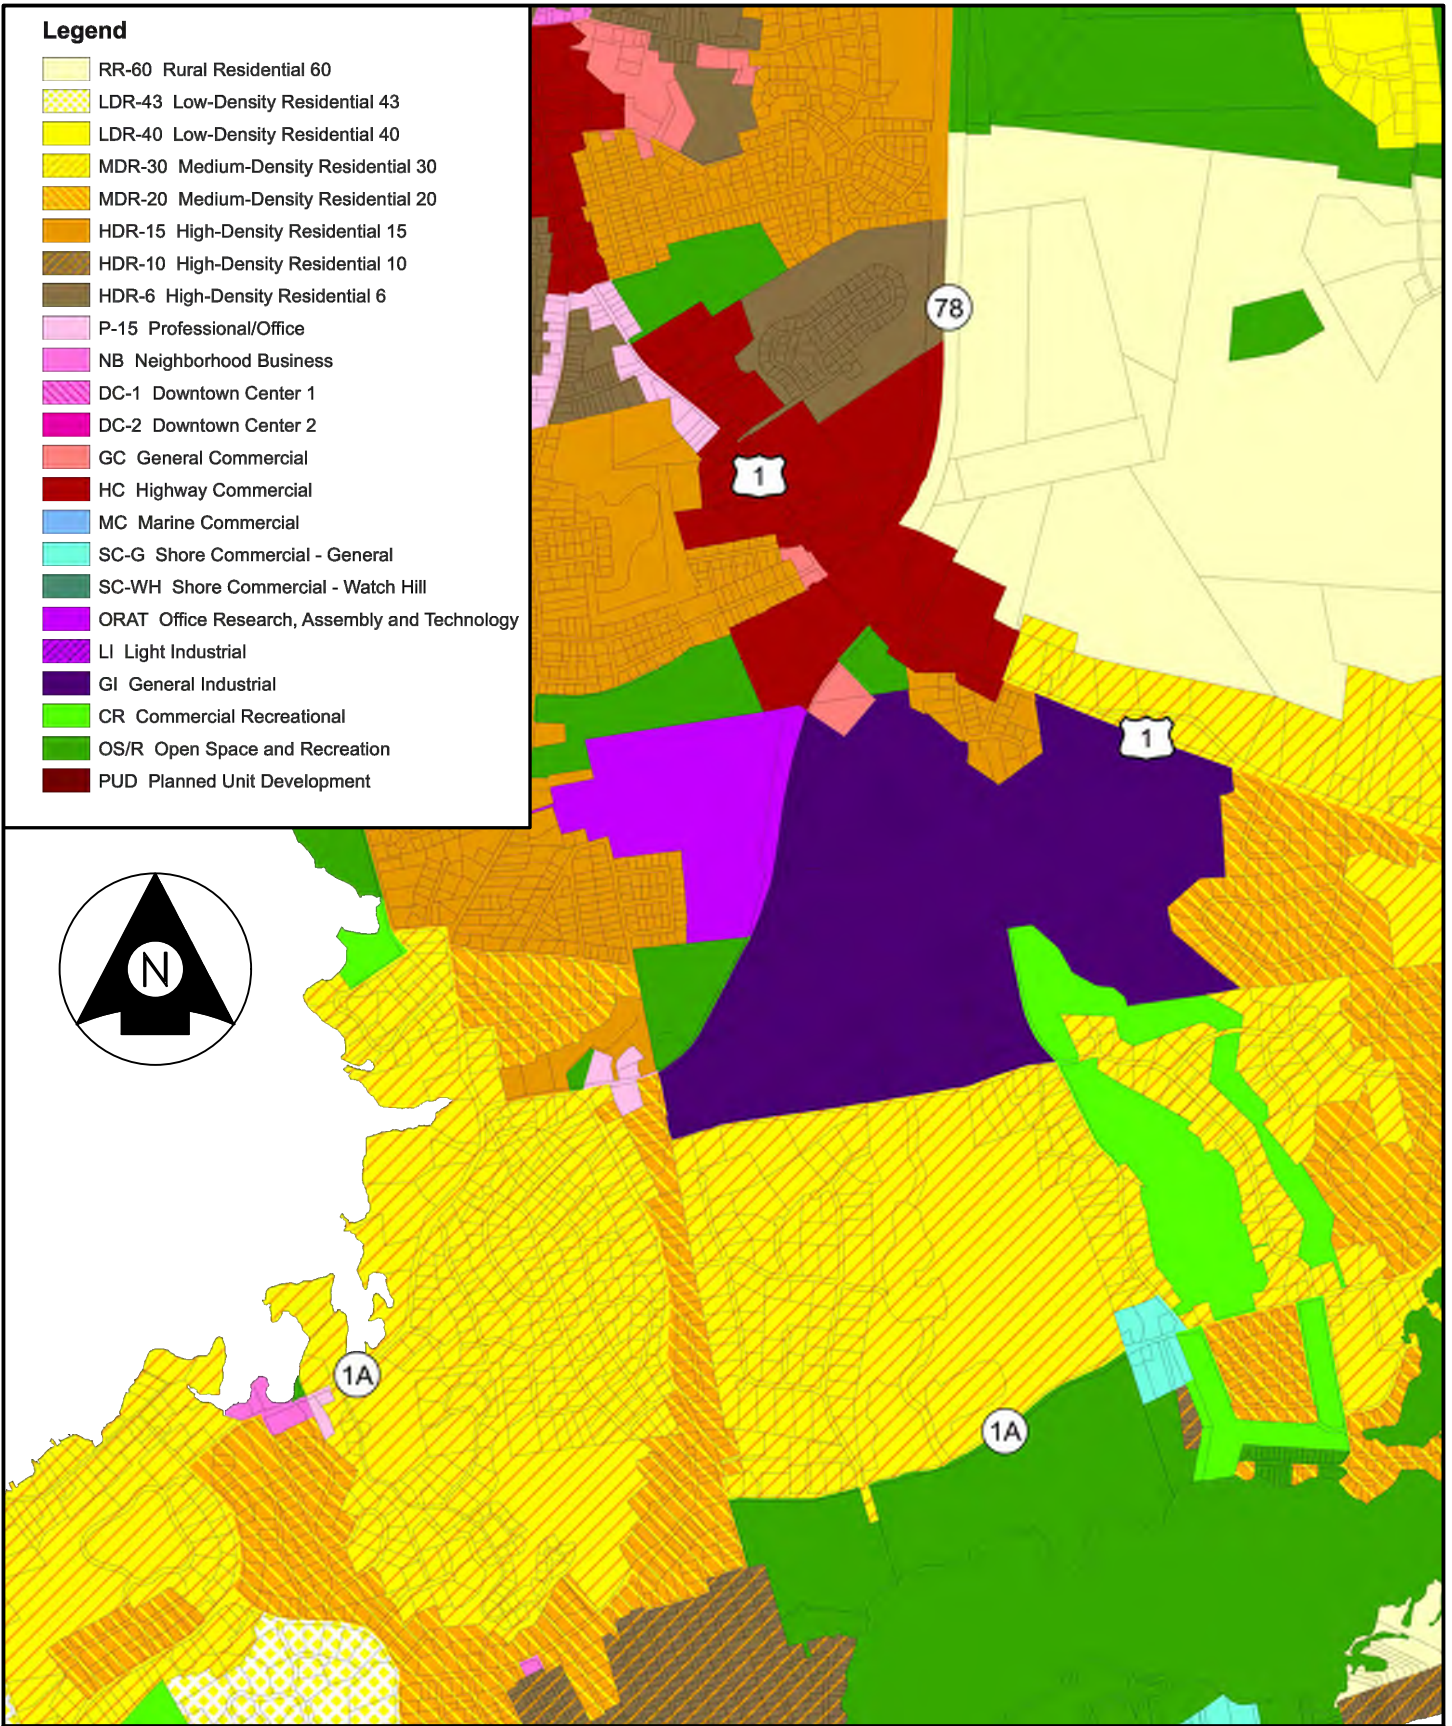 Legend
RR-60 Rural Residential 60
LDR-43 Low-Density Residential 43
LDR-40 Low-Density Residential 40
MDR-30 Medium-Density Residential 30
MDR-20 Medium-Density Residential 20
HDR-15 High-Density Residential 15
HDR-10 High-Density Residential 10
HDR-6 High-Density Residential 6
P-15 Professional/Office
NB Neighborhood Business
DC-1 Downtown Center 1
DC-2 Downtown Center 2
GC General Commercial
HC Highway Commercial
MC Marine Commercial
SC-G Shore Commercial - General
SC-WH Shore Commercial - Watch Hill
ORAT Office Research, Assembly and Technology
LI Light Industrial
GI General Industrial
CR Commercial Recreational
OS/R Open Space and Recreation
PUD Planned Unit Development
78
1
1
N
1A
1A